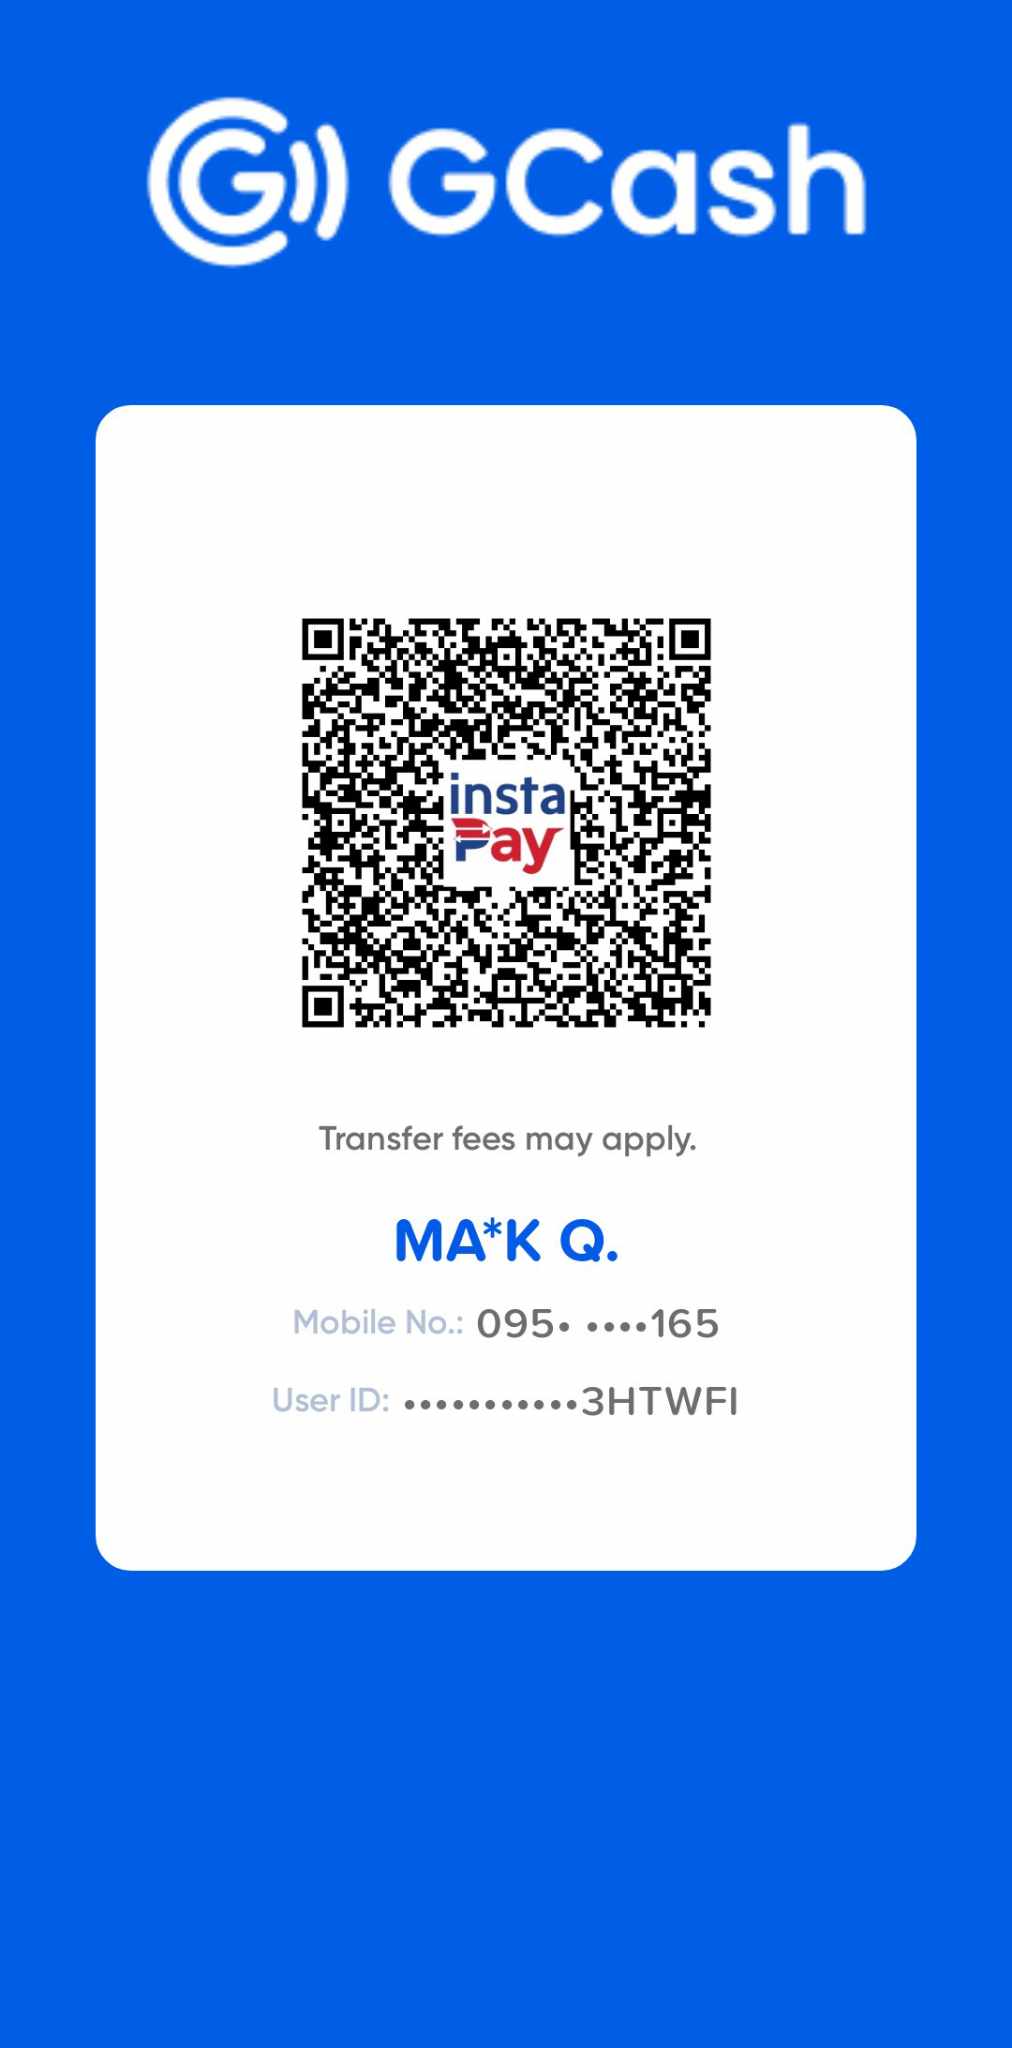 GCash
insta
Pay
Transfer fees may apply.
MA*K Q.
Mobile No.: 095• ••••165
User ID: •••••••••••3HTWFI